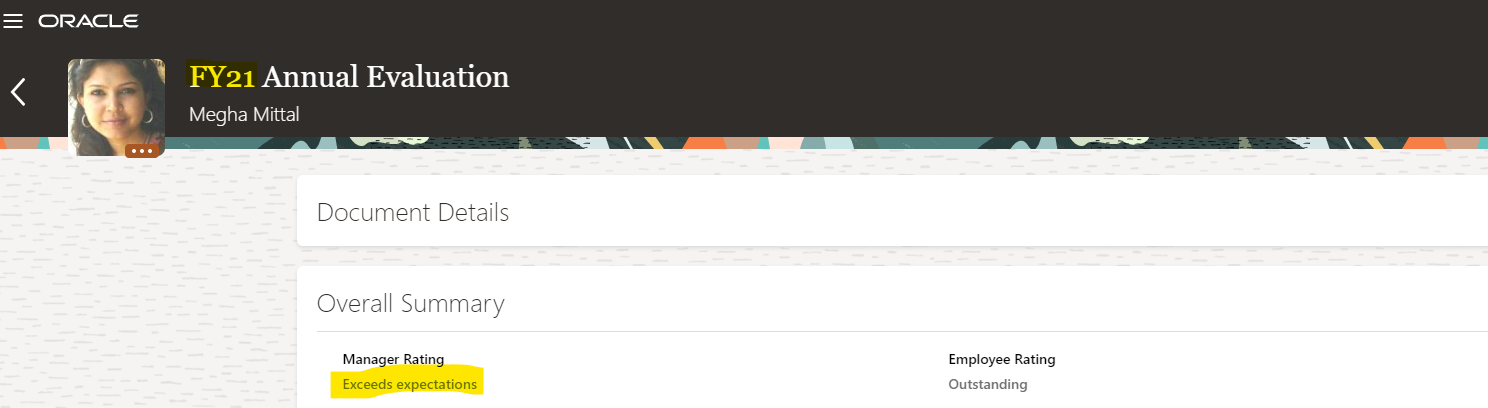 ORACLE
FY21 Annual Evaluation
Megha Mittal
Document Details
Overall Summary
Manager Rating
Exceeds expectations
Employee Rating
Outstanding